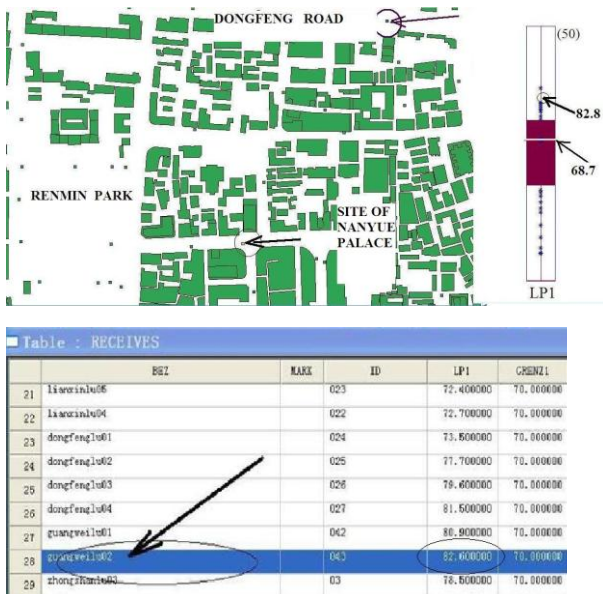 DONGFENG ROAD
(50)
82.8
68.7
RENMIN PARK
SITE OF
NANYUE
PALACE
LP1
Table : RECEIVES
BEZ MARK ID LP1 GRENZ1
21 lianxinlu05 023 72.400000 70.000000
22 lianxinlu04 022 72.700000 70.000000
23 dongfenglu01 024 73.500000 70.000000
24 dongfenglu02 025 77.700000 70.000000
25 dongfenglu03 026 79.600000 70.000000
26 dongfenglu04 027 81.500000 70.000000
27 guangweilu01 042 80.900000 70.000000
28 guangweilu02 043 82.600000 70.000000
29 zhongshanlu03 03 78.500000 70.000000